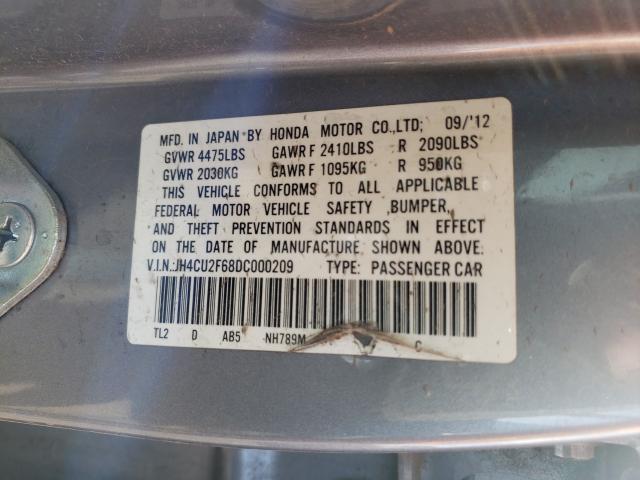 MFD. IN JAPAN BY HONDA MOTOR CO.,LTD; 09/'12
GVWR 4475LBS GAWR F 2410LBS R 2090LBS
GVWR 2030KG GAWR F 1095KG R 950KG
THIS VEHICLE CONFORMS TO ALL APPLICABLE
FEDERAL MOTOR VEHICLE SAFETY, BUMPER,
AND THEFT PREVENTION STANDARDS IN EFFECT
ON THE DATE OF MANUFACTURE SHOWN ABOVE.
V.I.N.:JH4CU2F68DC000209 TYPE: PASSENGER CAR
TL2 D AB5 NH789M C